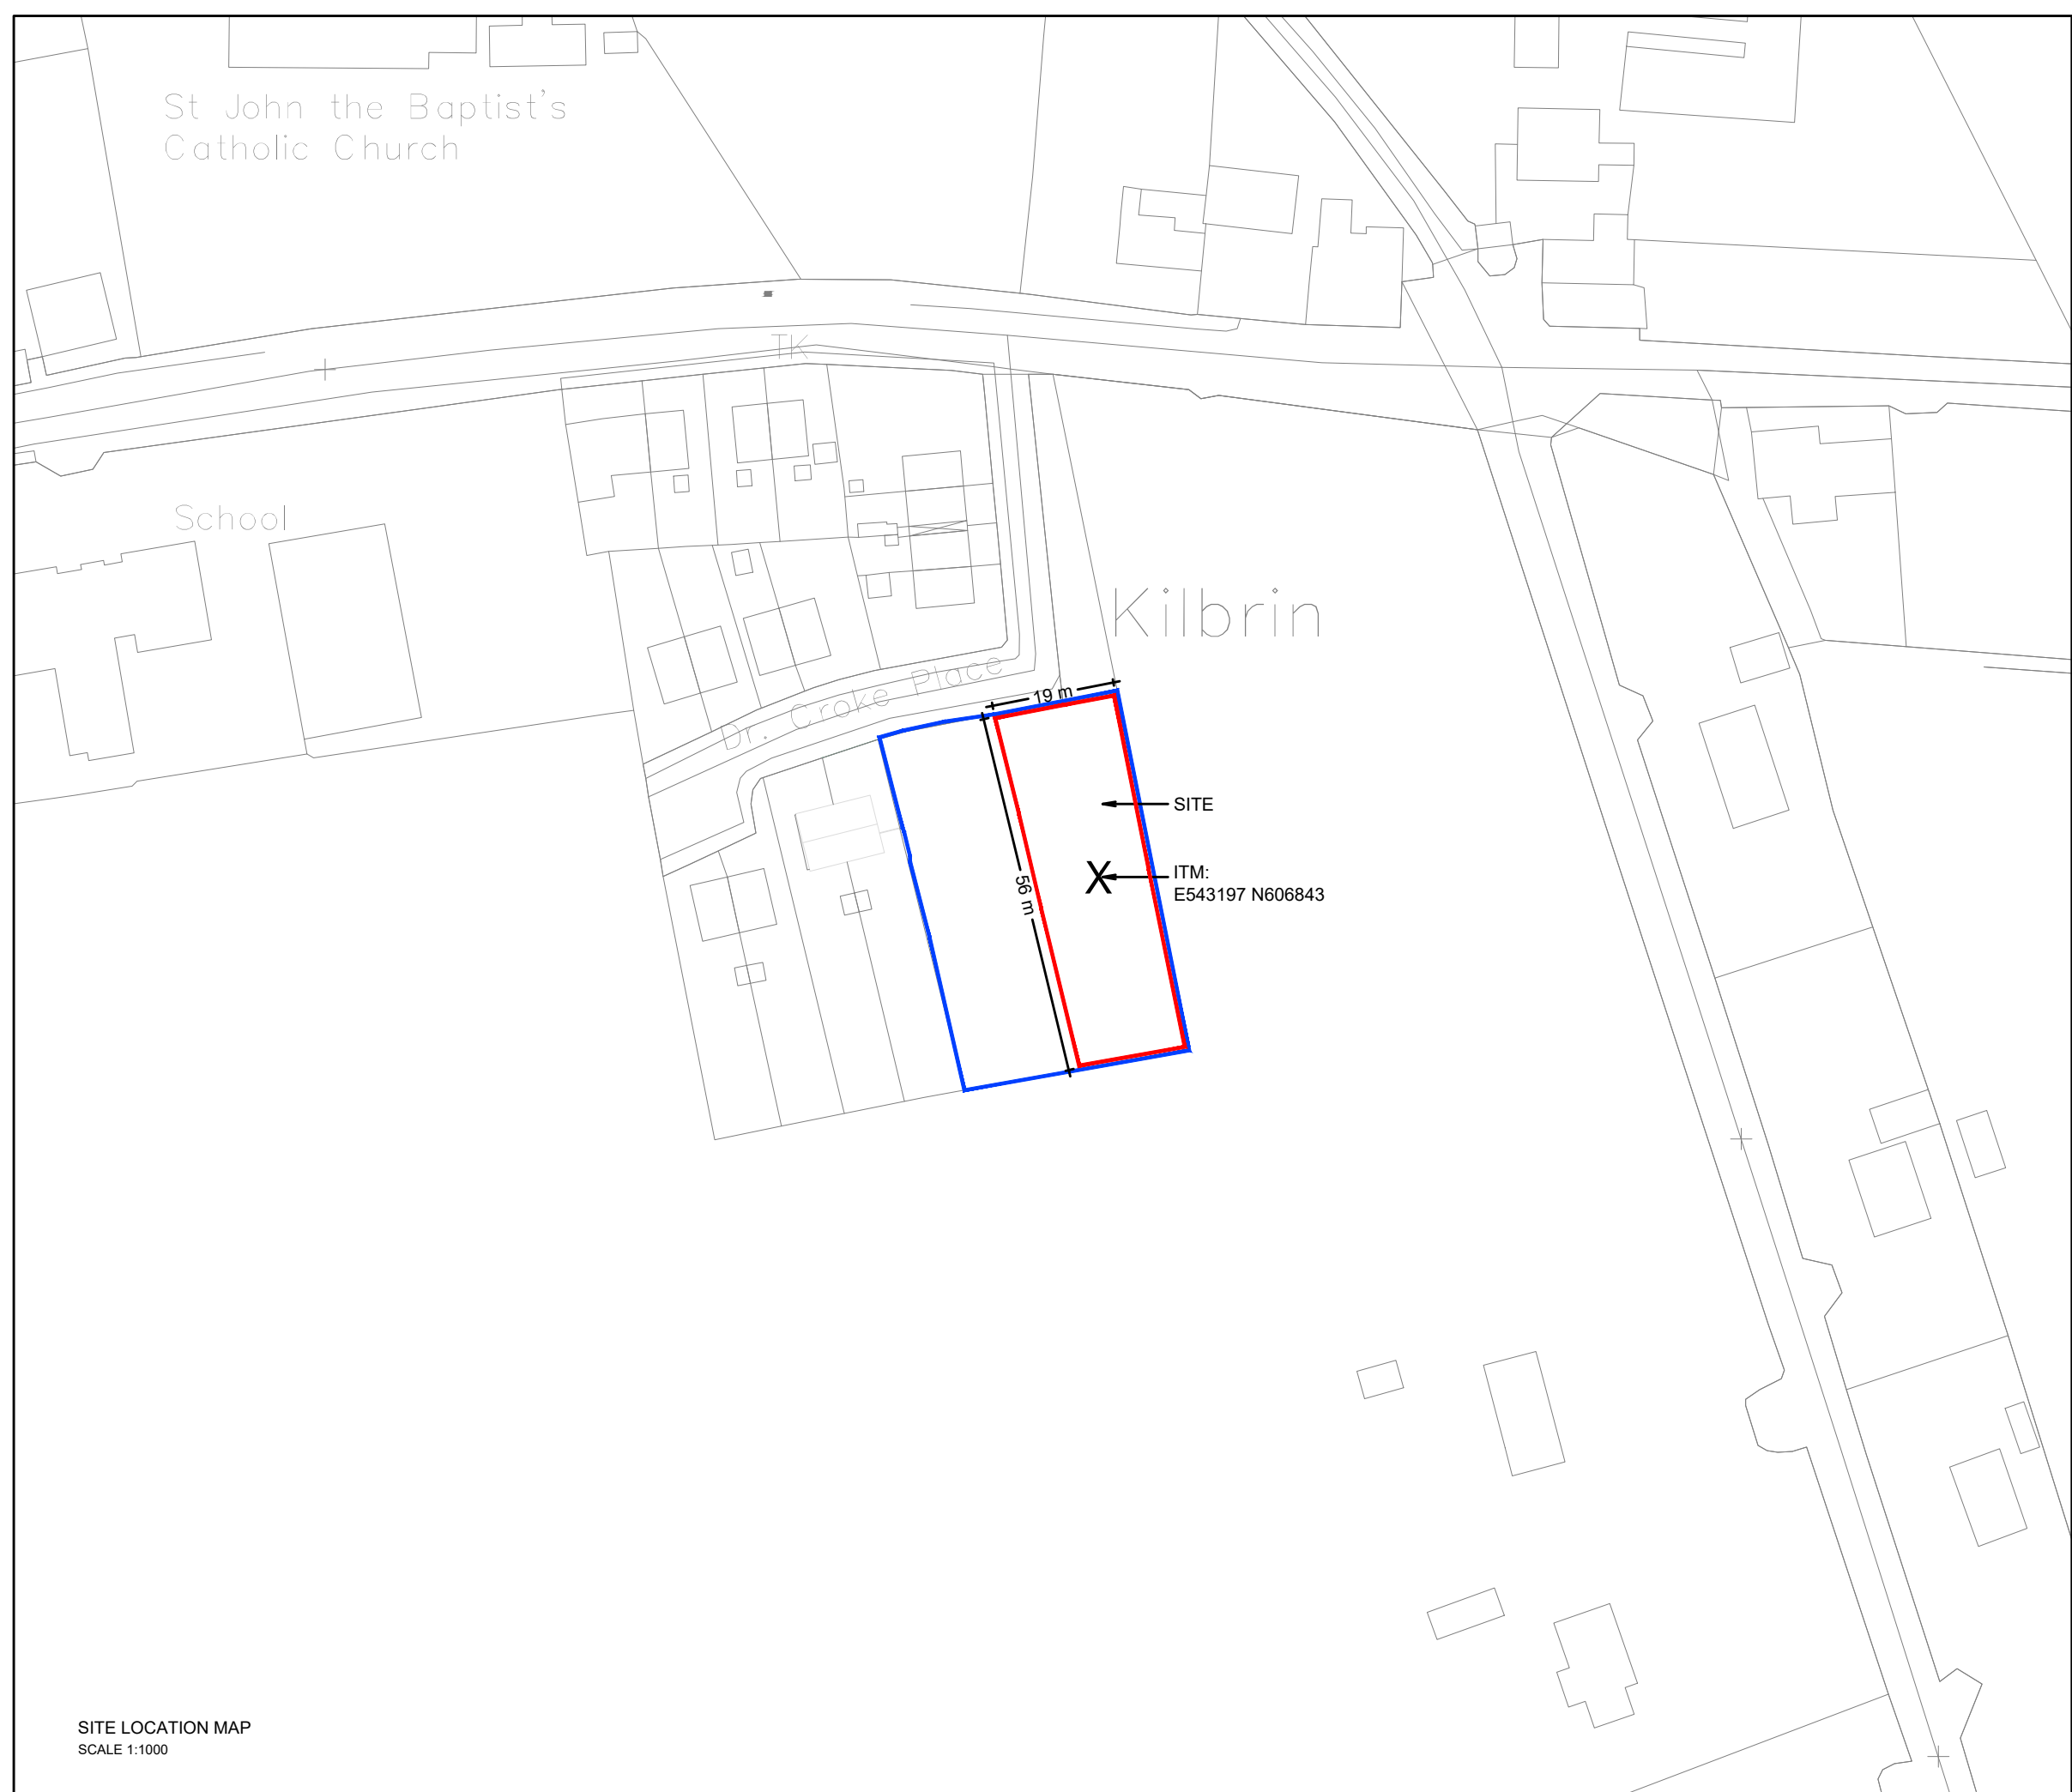 St John the Baptist's
Catholic Church
TK
School
Kilbrin
Dr. Croke Place
19 m
SITE
56 m
X
ITM:
E543197 N606843
SITE LOCATION MAP
SCALE 1:1000